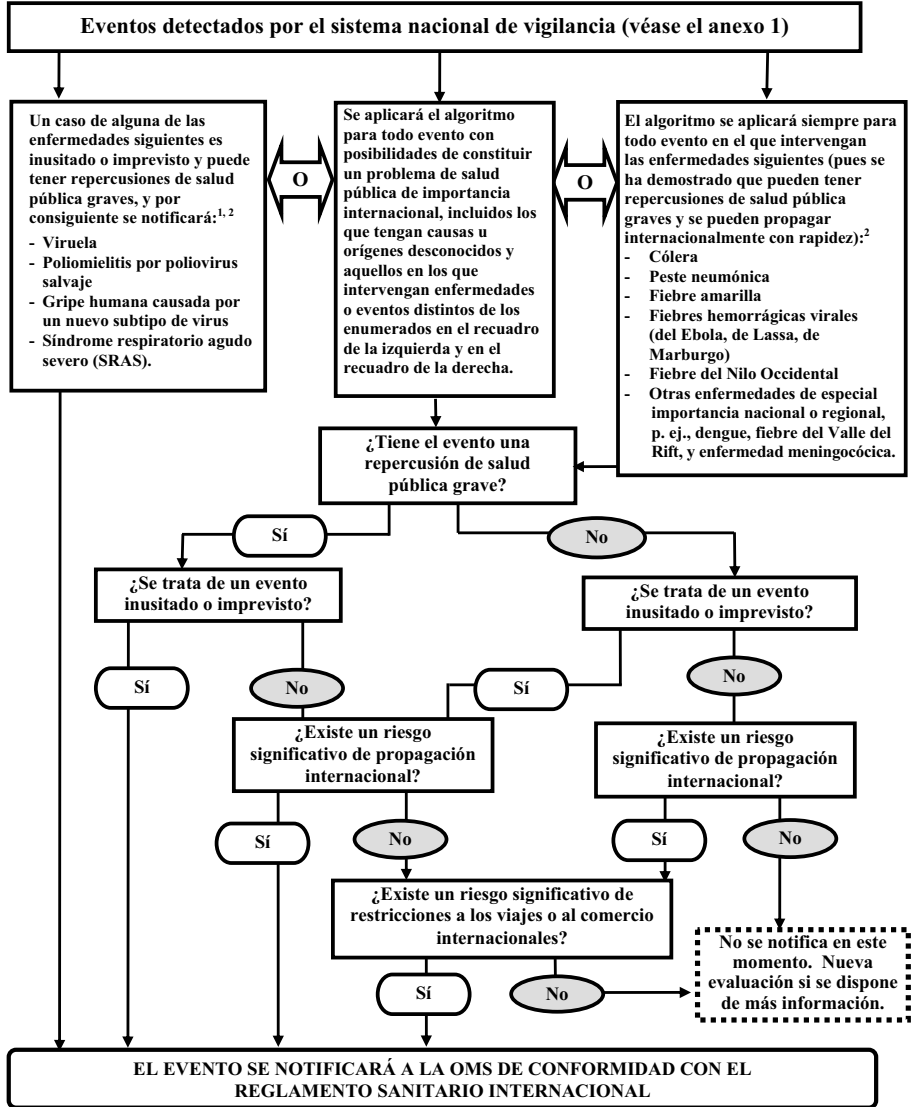 Eventos detectados por el sistema nacional de vigilancia (véase el anexo 1)
Un caso de alguna de las
enfermedades siguientes es
inusitado o imprevisto y puede
tener repercusiones de salud
pública graves, y por
consiguiente se notificará:1, 2
- Viruela
- Poliomielitis por poliovirus
salvaje
- Gripe humana causada por
un nuevo subtipo de virus
- Síndrome respiratorio agudo
severo (SRAS).
O
Se aplicará el algoritmo
para todo evento con
posibilidades de constituir
un problema de salud
pública de importancia
internacional, incluidos los
que tengan causas u
orígenes desconocidos y
aquellos en los que
intervengan enfermedades
o eventos distintos de los
enumerados en el recuadro
de la izquierda y en el
recuadro de la derecha.
O
El algoritmo se aplicará siempre para
todo evento en el que intervengan
las enfermedades siguientes (pues se
ha demostrado que pueden tener
repercusiones de salud pública
graves y se pueden propagar
internacionalmente con rapidez):2
- Cólera
- Peste neumónica
- Fiebre amarilla
- Fiebres hemorrágicas virales
(del Ebola, de Lassa, de
Marburgo)
- Fiebre del Nilo Occidental
- Otras enfermedades de especial
importancia nacional o regional,
p. ej., dengue, fiebre del Valle del
Rift, y enfermedad meningocócica.
¿Tiene el evento una
repercusión de salud
pública grave?
Sí
No
¿Se trata de un evento
inusitado o imprevisto?
¿Se trata de un evento
inusitado o imprevisto?
Sí
No
Sí
No
¿Existe un riesgo
significativo de propagación
internacional?
¿Existe un riesgo
significativo de propagación
internacional?
Sí
No
Sí
No
¿Existe un riesgo significativo de
restricciones a los viajes o al comercio
internacionales?
No se notifica en este
momento. Nueva
evaluación si se dispone
de más información.
Sí
No
EL EVENTO SE NOTIFICARÁ A LA OMS DE CONFORMIDAD CON EL
REGLAMENTO SANITARIO INTERNACIONAL